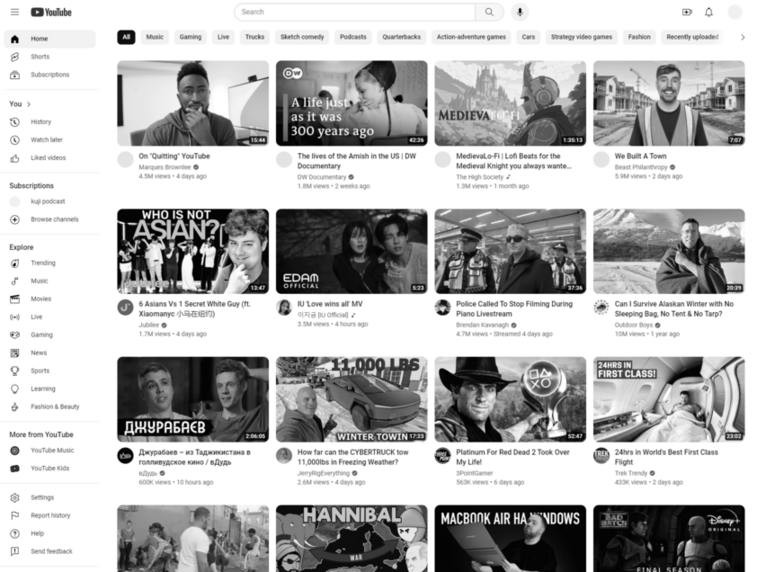 YouTube
Search
Home
Shorts
Subscriptions
You
History
Watch later
Liked videos
Subscriptions
kuji podcast
Browse channels
Explore
Trending
Music
Movies
Live
Gaming
News
Sports
Learning
Fashion & Beauty
More from YouTube
YouTube Music
YouTube Kids
Settings
Report history
Help
Send feedback
All
Music
Gaming
Live
Trucks
Sketch comedy
Podcasts
Quarterbacks
Action-adventure games
Cars
Strategy video games
Fashion
Recently uploaded
15:44
On "Quitting" YouTube
Marques Brownlee
4.5M views • 4 days ago
DW
A life just
as it was
300 years ago
42:26
The lives of the Amish in the US | DW
Documentary
DW Documentary
1.8M views • 2 weeks ago
MEDIEVALOFI
1:35:13
MedievaLo-Fi | Lofi Beats for the
Medieval Knight you always wante...
The High Society
1.3M views • 1 month ago
7:07
We Built A Town
Beast Philanthropy
5.9M views • 2 days ago
WHO IS NOT
ASIAN?
Jubilee
13:47
6 Asians Vs 1 Secret White Guy (ft.
Xiaomanyc 小马在纽约)
Jubilee
1.7M views • 4 days ago
EDAM
OFFICIAL
5:23
IU 'Love wins all' MV
이지금 [IU Official]
3.5M views • 4 hours ago
37:36
Police Called To Stop Filming During
Piano Livestream
Brendan Kavanagh
4.7M views • Streamed 4 days ago
20:39
Can I Survive Alaskan Winter with No
Sleeping Bag, No Tent & No Tarp?
Outdoor Boys
10M views • 1 year ago
ДЖУРАБАЕВ
2:06:05
Джурабаев – из Таджикистана в
голливудское кино / вДудь
вДудь
600K views • 10 hours ago
11,000 LBS
WINTER TOWIN
17:23
How far can the CYBERTRUCK tow
11,000lbs in Freezing Weather?
JerryRigEverything
2.6M views • 4 days ago
52:47
Platinum For Red Dead 2 Took Over
My Life!
3PointGamer
563K views • 6 days ago
24HRS IN
FIRST CLASS!
23:02
24hrs in World's Best First Class
Flight
Trek Trendy
433K views • 2 days ago
HANNIBAL
WAR
MACBOOK AIR НА WINDOWS
THE BAD BATCH
Disney+
ORIGINAL
FINAL SEASON